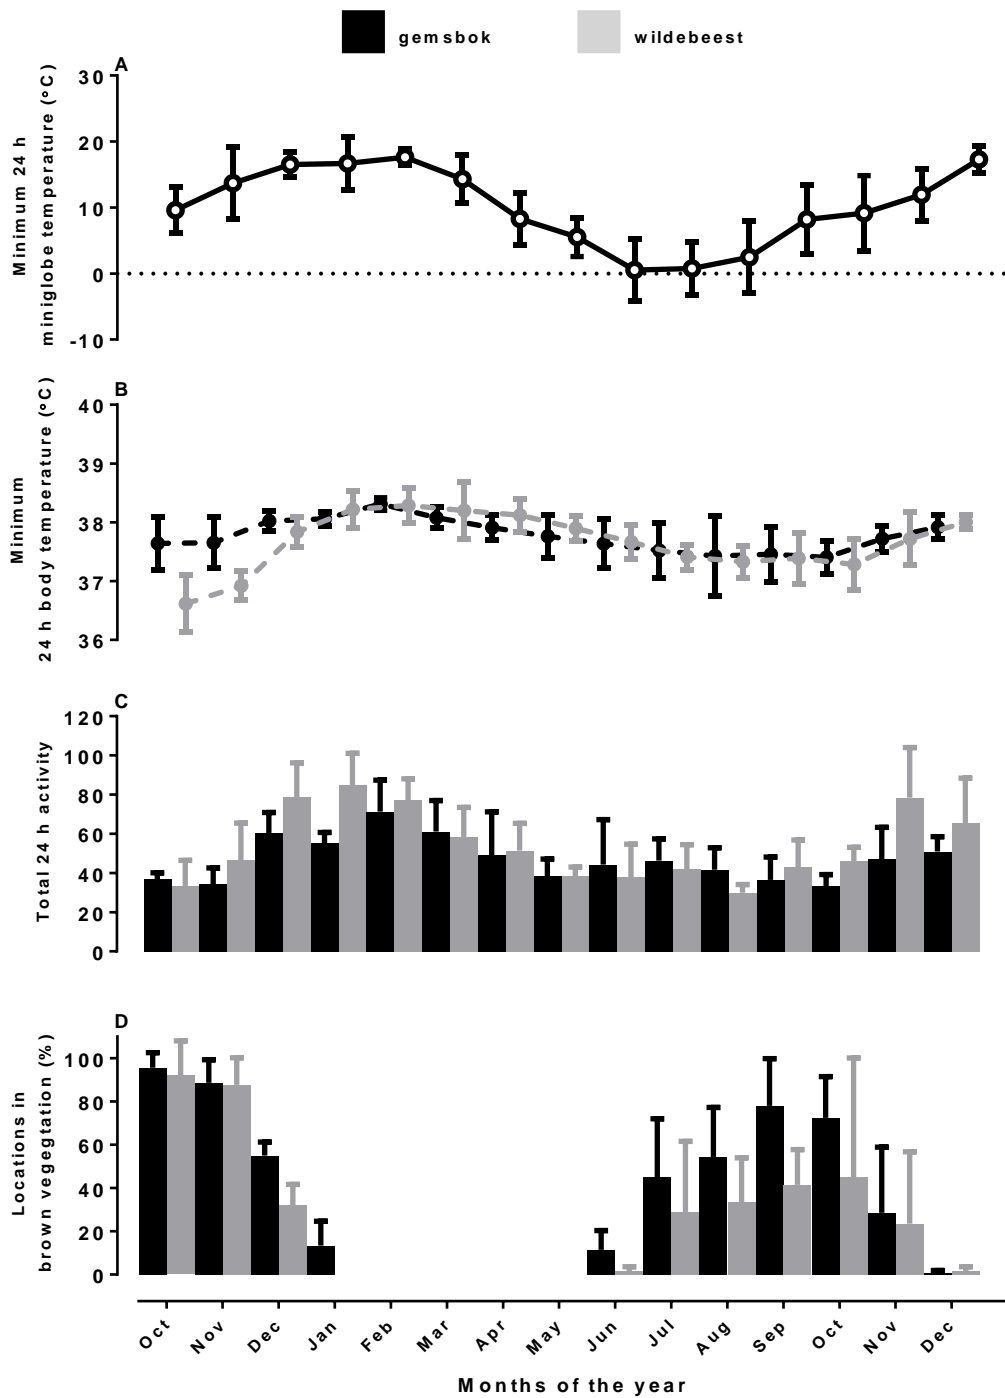 gemsbok wildebeest
A
Minimum 24 h
miniglobe temperature (°C)
30
20
10
0
-10
B
Minimum
24 h body temperature (°C)
40
39
38
37
36
C
Total 24 h activity
120
100
80
60
40
20
0
D
Locations in
brown vegegtation (%)
100
80
60
40
20
0
Oct Nov Dec Jan Feb Mar Apr May Jun Jul Aug Sep Oct Nov Dec
Months of the year